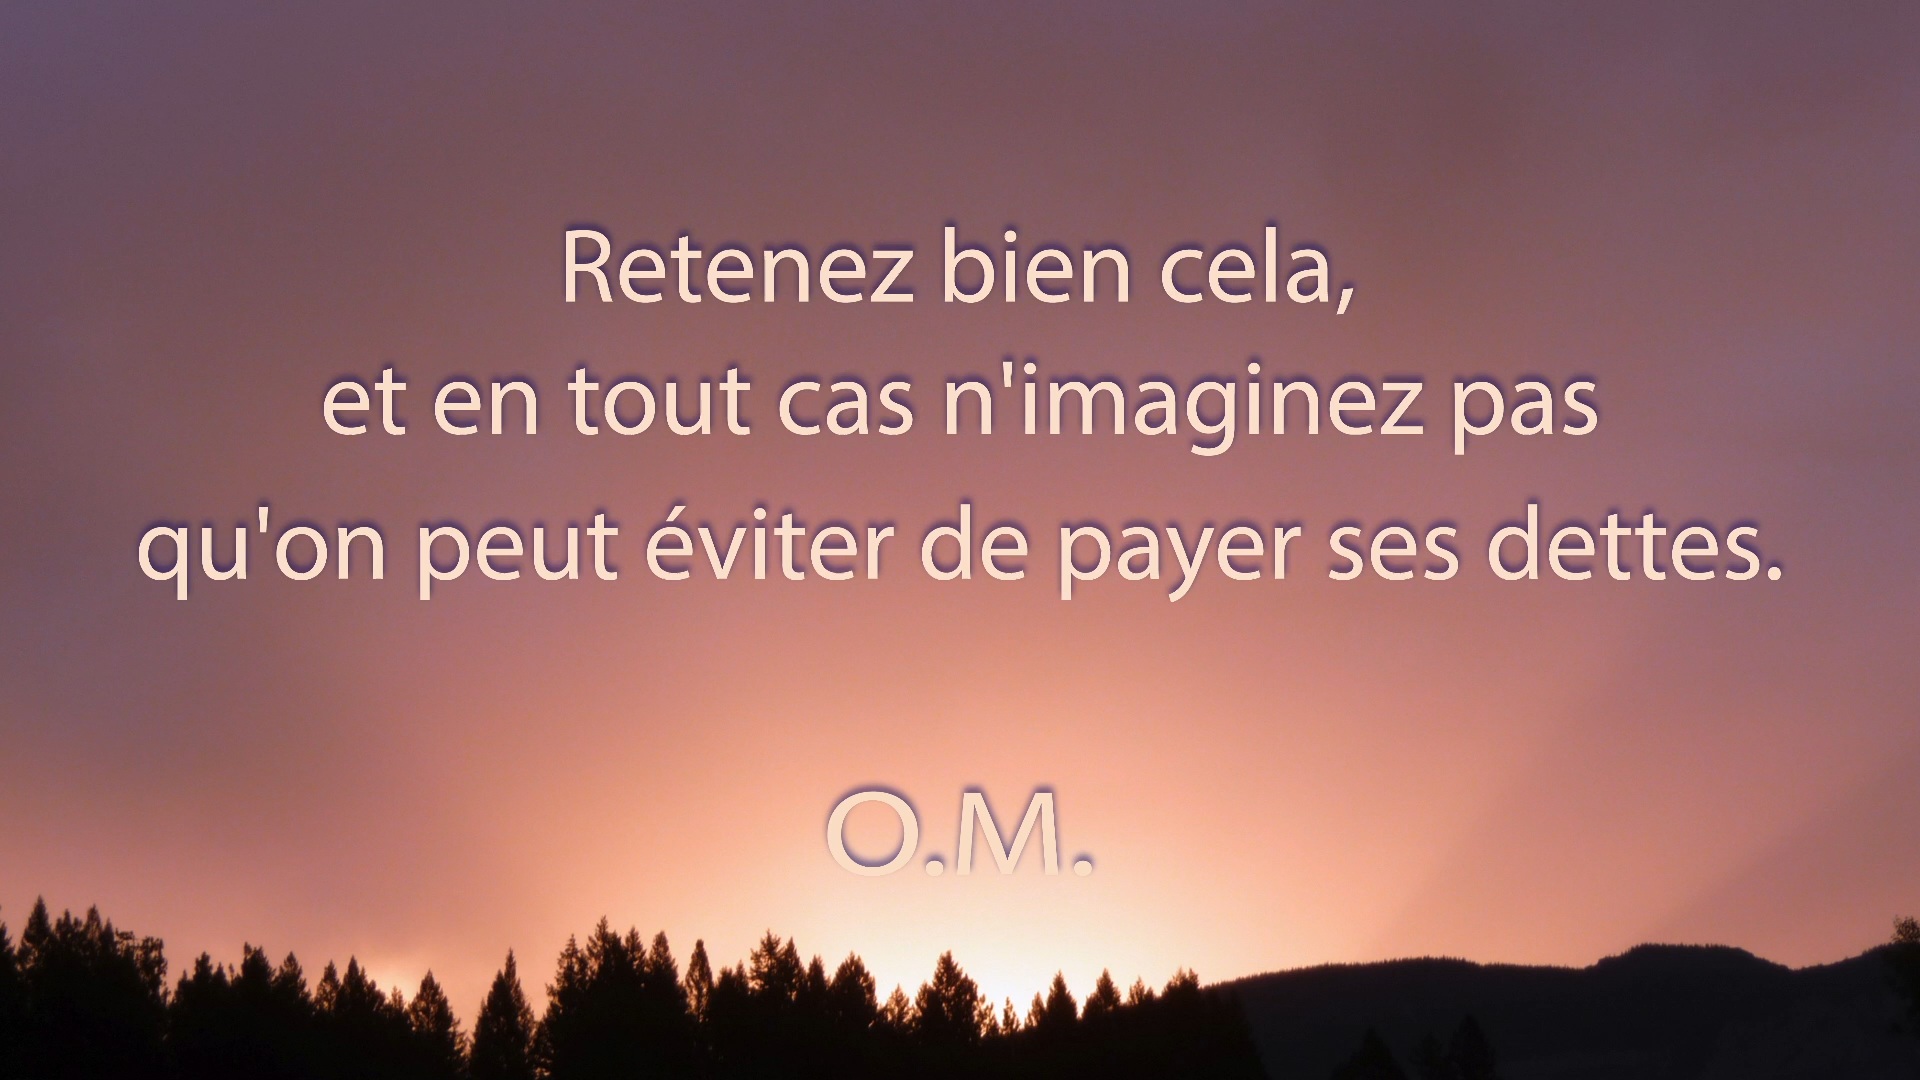 Retenez bien cela,
et en tout cas n'imaginez pas
qu'on peut éviter de payer ses dettes.
O.M.